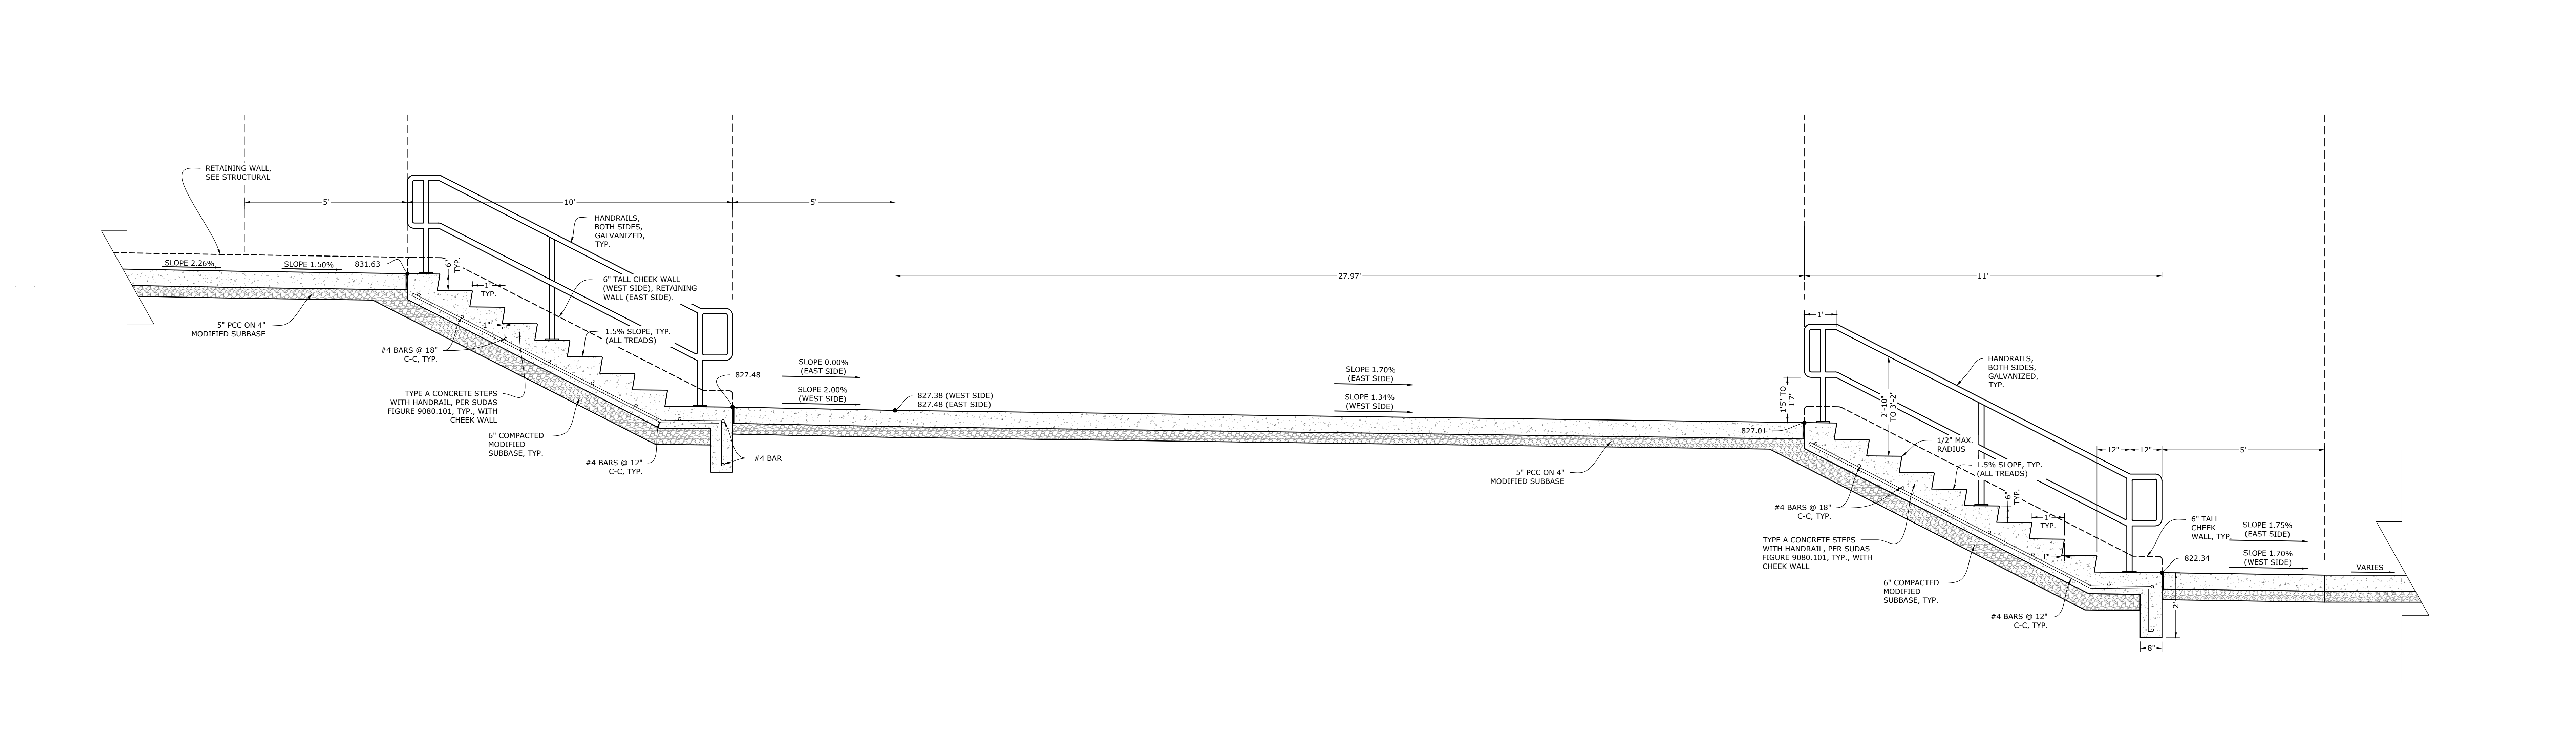 RETAINING WALL,
SEE STRUCTURAL
5'
10'
5'
HANDRAILS,
BOTH SIDES,
GALVANIZED,
TYP.
SLOPE 2.26%
SLOPE 1.50%
831.63
6"
TYP.
1'
TYP.
6" TALL CHEEK WALL
(WEST SIDE), RETAINING
WALL (EAST SIDE).
5" PCC ON 4"
MODIFIED SUBBASE
1"
1.5% SLOPE, TYP.
(ALL TREADS)
#4 BARS @ 18"
C-C, TYP.
TYPE A CONCRETE STEPS
WITH HANDRAIL, PER SUDAS
FIGURE 9080.101, TYP., WITH
CHEEK WALL
6" COMPACTED
MODIFIED
SUBBASE, TYP.
#4 BARS @ 12"
C-C, TYP.
#4 BAR
827.48
SLOPE 0.00%
(EAST SIDE)
SLOPE 2.00%
(WEST SIDE)
827.38 (WEST SIDE)
827.48 (EAST SIDE)
27.97'
SLOPE 1.70%
(EAST SIDE)
SLOPE 1.34%
(WEST SIDE)
5" PCC ON 4"
MODIFIED SUBBASE
11'
1'
1'5" TO
1'7"
827.01
2'-10"
TO 3'-2"
HANDRAILS,
BOTH SIDES,
GALVANIZED,
TYP.
1/2" MAX.
RADIUS
1.5% SLOPE, TYP.
(ALL TREADS)
12"
12"
5'
6"
TYP.
1'
TYP.
1"
#4 BARS @ 18"
C-C, TYP.
TYPE A CONCRETE STEPS
WITH HANDRAIL, PER SUDAS
FIGURE 9080.101, TYP., WITH
CHEEK WALL
6" COMPACTED
MODIFIED
SUBBASE, TYP.
#4 BARS @ 12"
C-C, TYP.
6" TALL
CHEEK
WALL, TYP.
822.34
SLOPE 1.75%
(EAST SIDE)
SLOPE 1.70%
(WEST SIDE)
VARIES
2'
8"